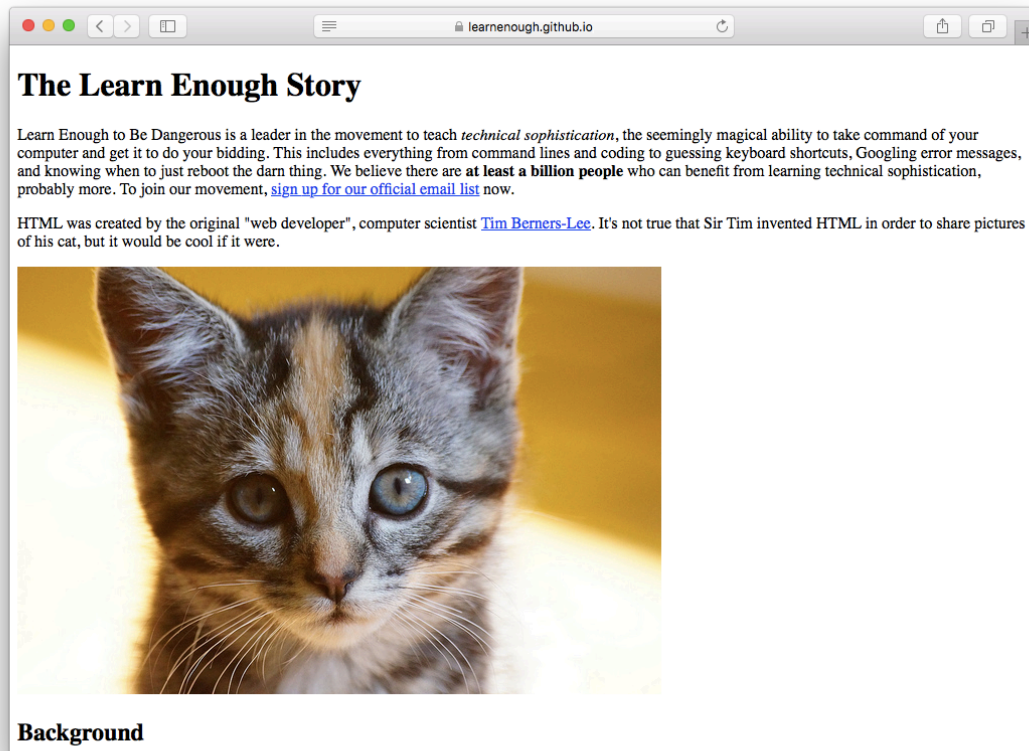 learnenough.github.io
The Learn Enough Story
Learn Enough to Be Dangerous is a leader in the movement to teach technical sophistication, the seemingly magical ability to take command of your
computer and get it to do your bidding. This includes everything from command lines and coding to guessing keyboard shortcuts, Googling error messages,
and knowing when to just reboot the darn thing. We believe there are at least a billion people who can benefit from learning technical sophistication,
probably more. To join our movement, sign up for our official email list now.
HTML was created by the original "web developer", computer scientist Tim Berners-Lee. It's not true that Sir Tim invented HTML in order to share pictures
of his cat, but it would be cool if it were.
Background